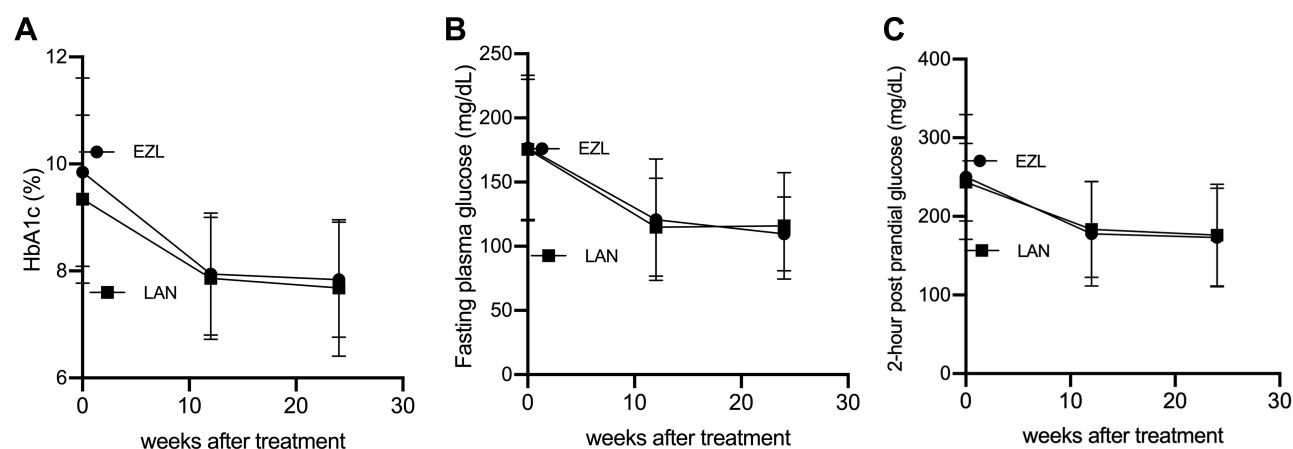 A
HbA1c (%)
12
10
8
6
EZL
LAN
0
10
20
30
weeks after treatment
B
Fasting plasma glucose (mg/dL)
250
200
150
100
50
0
EZL
LAN
0
10
20
30
weeks after treatment
C
2-hour post prandial glucose (mg/dL)
400
300
200
100
0
EZL
LAN
0
10
20
30
weeks after treatment